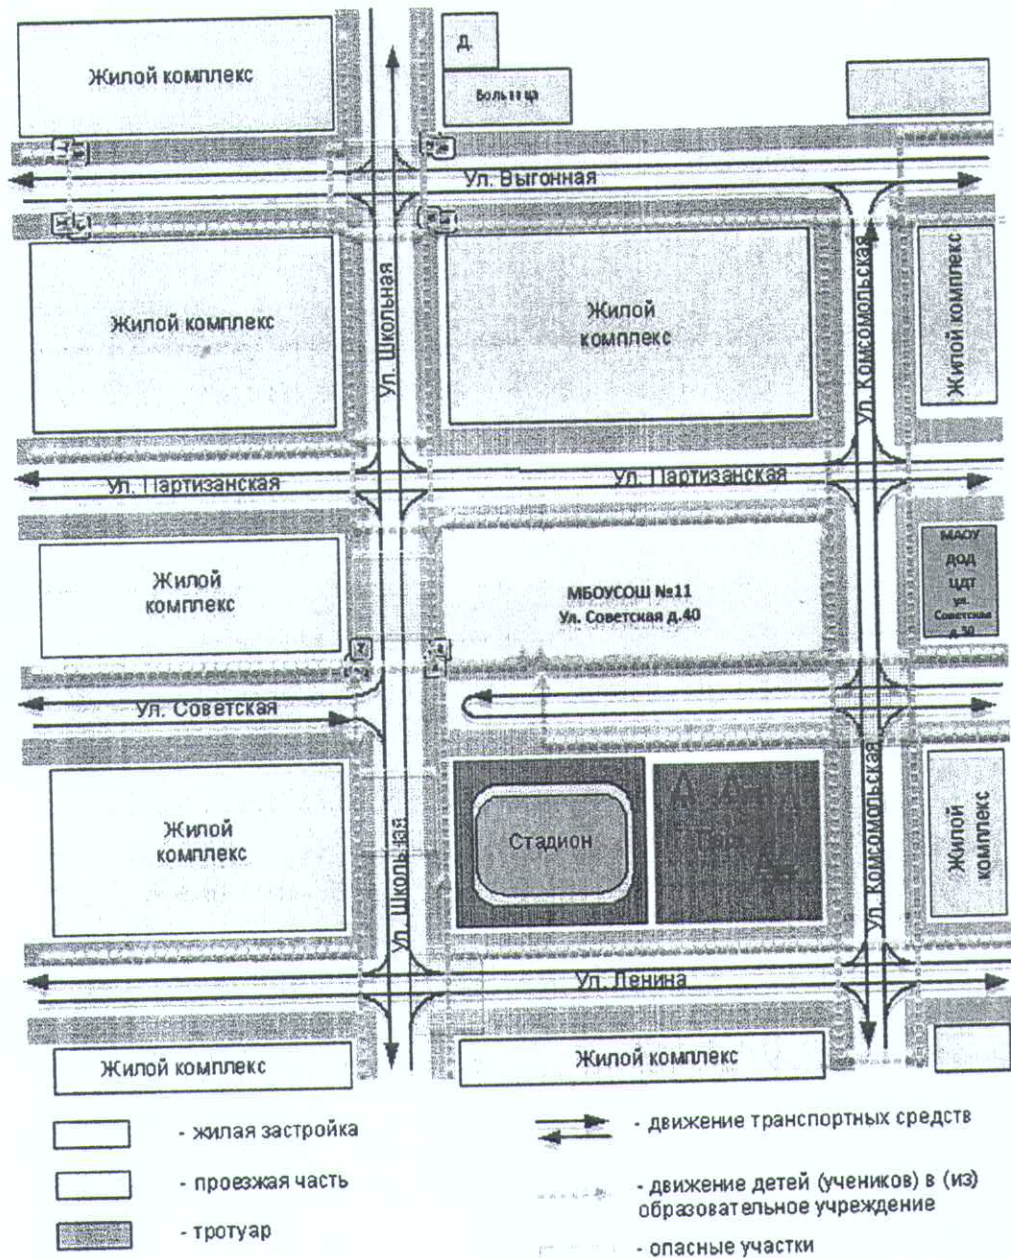 Жилой комплекс
Д.
Больница
Ул. Выгонная
Жилой комплекс
Ул. Школьная
Жилой
комплекс
Ул. Комсомольская
Жилой комплекс
Ул. Партизанская
Ул. Партизанская
Жилой
комплекс
МБОУСОШ №11
Ул. Советская д.40
МАОУ
ДОД
ЦДТ
ул.
Советская
Ул. Советская
Жилой
комплекс
Ул. Школьная
Стадион
Ул. Комсомольская
Жилой
комплекс
Ул. Ленина
Жилой комплекс
Жилой комплекс
- жилая застройка
- проезжая часть
- тротуар
- движение транспортных средств
- движение детей (учеников) в (из)
образовательное учреждение
- опасные участки